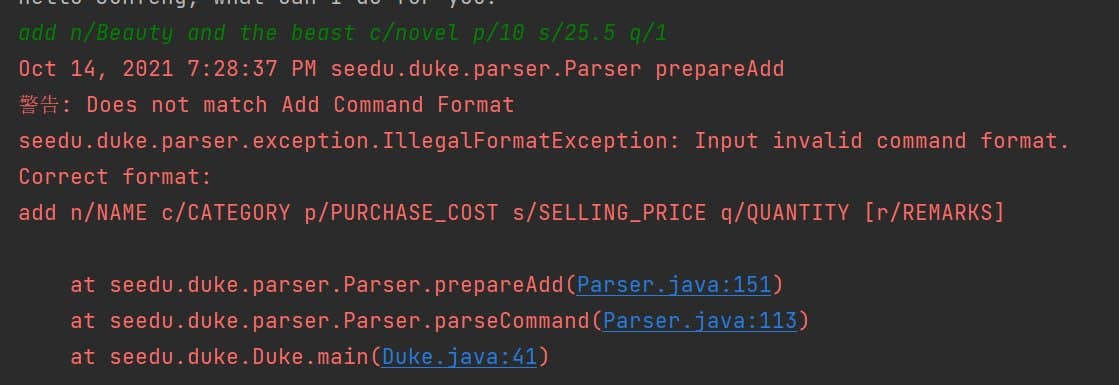 add n/Beauty and the beast c/novel p/10 s/25.5 q/1
Oct 14, 2021 7:28:37 PM seedu.duke.parser.Parser prepareAdd
警告: Does not match Add Command Format
seedu.duke.parser.exception.IllegalFormatException: Input invalid command format.
Correct format:
add n/NAME c/CATEGORY p/PURCHASE_COST s/SELLING_PRICE q/QUANTITY [r/REMARKS]
at seedu.duke.parser.Parser.prepareAdd(Parser.java:151)
at seedu.duke.parser.Parser.parseCommand(Parser.java:113)
at seedu.duke.Duke.main(Duke.java:41)